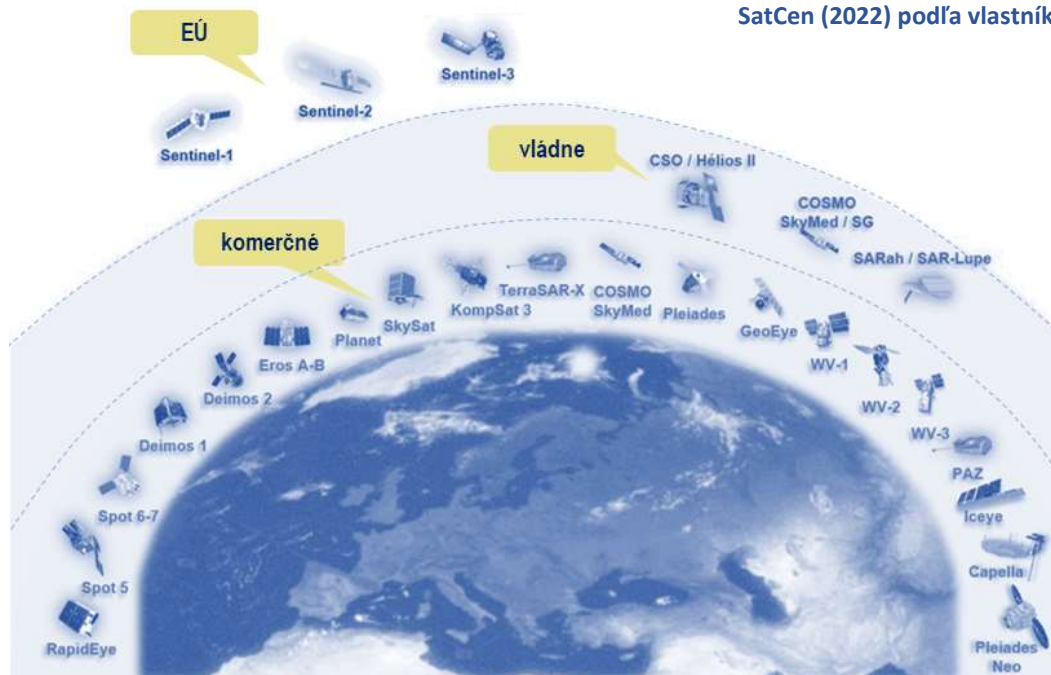 SatCen (2022) podľa vlastník
EÚ
Sentinel-3
Sentinel-2
Sentinel-1
vládne
CSO / Hélios II
COSMO
SkyMed / SG
SARah / SAR-Lupe
komerčné
RapidEye
Spot 5
Spot 6-7
Deimos 1
Deimos 2
Eros A-B
Planet
SkySat
KompSat 3
TerraSAR-X
COSMO
SkyMed
Pleiades
GeoEye
WV-1
WV-2
WV-3
PAZ
Iceye
Capella
Pleiades
Neo